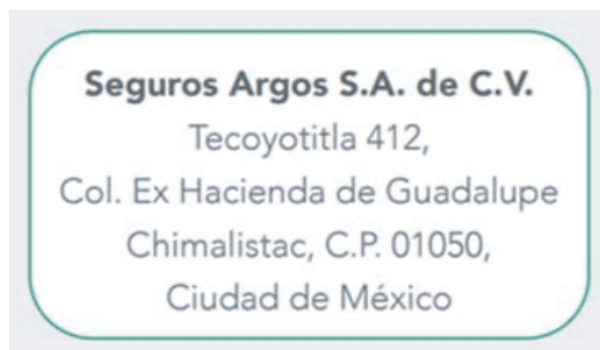 Seguros Argos S.A. de C.V.
Tecoyotitla 412,
Col. Ex Hacienda de Guadalupe
Chimalistac, C.P. 01050,
Ciudad de México